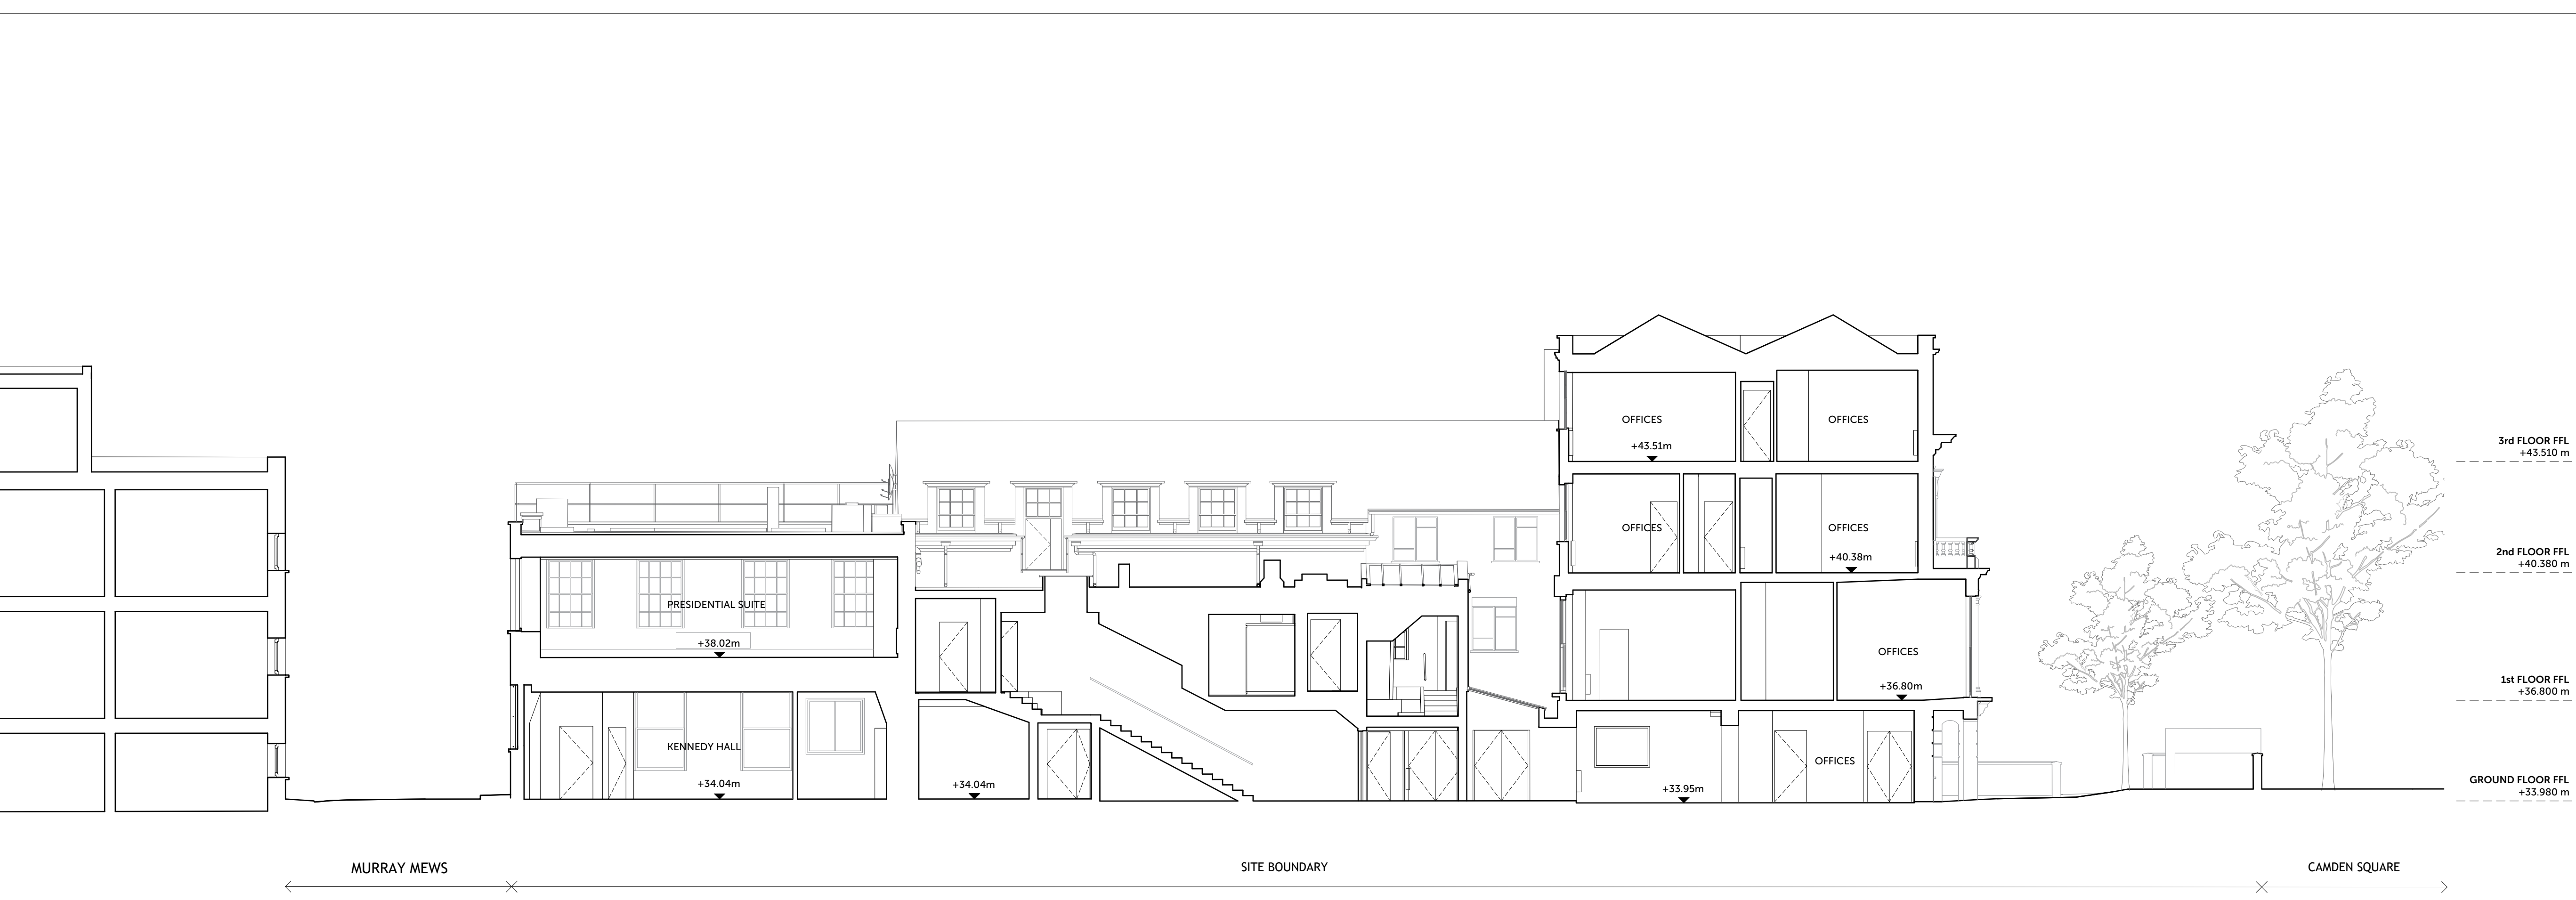 OFFICES
OFFICES
+43.51m
3rd FLOOR FFL
+43.510 m
OFFICES
OFFICES
+40.38m
2nd FLOOR FFL
+40.380 m
PRESIDENTIAL SUITE
+38.02m
OFFICES
+36.80m
1st FLOOR FFL
+36.800 m
KENNEDY HALL
+34.04m
+34.04m
+33.95m
OFFICES
GROUND FLOOR FFL
+33.980 m
MURRAY MEWS
SITE BOUNDARY
CAMDEN SQUARE